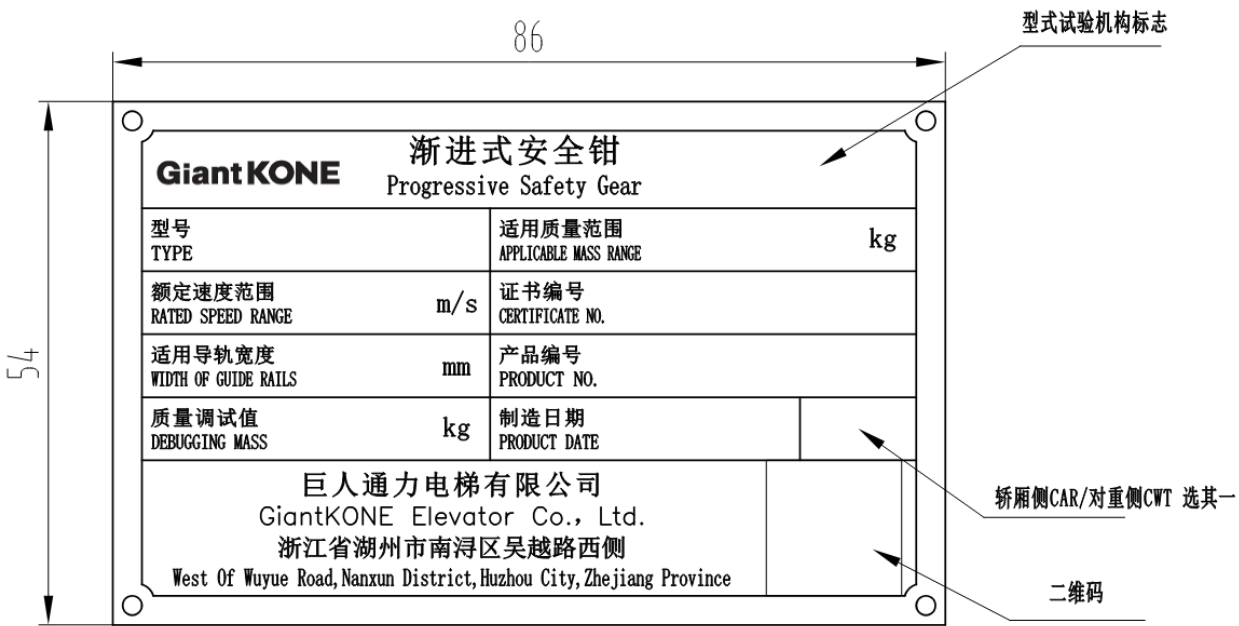 86
型式试验机构标志
54
GiantKONE
渐进式安全钳
Progressive Safety Gear
型号
TYPE
适用质量范围
APPLICABLE MASS RANGE
kg
额定速度范围
RATED SPEED RANGE
m/s
证书编号
CERTIFICATE NO.
适用导轨宽度
WIDTH OF GUIDE RAILS
mm
产品编号
PRODUCT NO.
质量调试值
DEBUGGING MASS
kg
制造日期
PRODUCT DATE
轿厢侧CAR/对重侧CWT 选其一
巨人通力电梯有限公司
GiantKONE Elevator Co., Ltd.
浙江省湖州市南浔区吴越路西侧
West Of Wuyue Road,Nanxun District,Huzhou City,Zhejiang Province
二维码